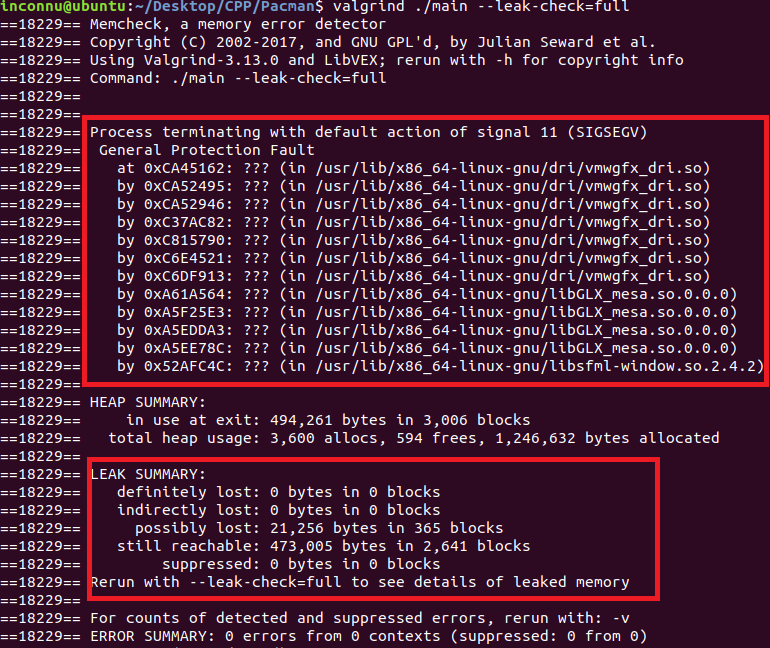 inconnu@ubuntu:~/Desktop/CPP/Pacman$ valgrind ./main --leak-check=full
==18229== Memcheck, a memory error detector
==18229== Copyright (C) 2002-2017, and GNU GPL'd, by Julian Seward et al.
==18229== Using Valgrind-3.13.0 and LibVEX; rerun with -h for copyright info
==18229== Command: ./main --leak-check=full
==18229==
==18229==
==18229== Process terminating with default action of signal 11 (SIGSEGV)
==18229==  General Protection Fault
==18229==    at 0xCA45162: ??? (in /usr/lib/x86_64-linux-gnu/dri/vmwgfx_dri.so)
==18229==    by 0xCA52495: ??? (in /usr/lib/x86_64-linux-gnu/dri/vmwgfx_dri.so)
==18229==    by 0xCA52946: ??? (in /usr/lib/x86_64-linux-gnu/dri/vmwgfx_dri.so)
==18229==    by 0xC37AC82: ??? (in /usr/lib/x86_64-linux-gnu/dri/vmwgfx_dri.so)
==18229==    by 0xC815790: ??? (in /usr/lib/x86_64-linux-gnu/dri/vmwgfx_dri.so)
==18229==    by 0xC6E4521: ??? (in /usr/lib/x86_64-linux-gnu/dri/vmwgfx_dri.so)
==18229==    by 0xC6DF913: ??? (in /usr/lib/x86_64-linux-gnu/dri/vmwgfx_dri.so)
==18229==    by 0xA61A564: ??? (in /usr/lib/x86_64-linux-gnu/libGLX_mesa.so.0.0.0)
==18229==    by 0xA5F25E3: ??? (in /usr/lib/x86_64-linux-gnu/libGLX_mesa.so.0.0.0)
==18229==    by 0xA5EDDA3: ??? (in /usr/lib/x86_64-linux-gnu/libGLX_mesa.so.0.0.0)
==18229==    by 0xA5EE78C: ??? (in /usr/lib/x86_64-linux-gnu/libGLX_mesa.so.0.0.0)
==18229==    by 0x52AFC4C: ??? (in /usr/lib/x86_64-linux-gnu/libsfml-window.so.2.4.2)
==18229==
==18229== HEAP SUMMARY:
==18229==     in use at exit: 494,261 bytes in 3,006 blocks
==18229==   total heap usage: 3,600 allocs, 594 frees, 1,246,632 bytes allocated
==18229==
==18229== LEAK SUMMARY:
==18229==    definitely lost: 0 bytes in 0 blocks
==18229==    indirectly lost: 0 bytes in 0 blocks
==18229==      possibly lost: 21,256 bytes in 365 blocks
==18229==    still reachable: 473,005 bytes in 2,641 blocks
==18229==         suppressed: 0 bytes in 0 blocks
==18229== Rerun with --leak-check=full to see details of leaked memory
==18229==
==18229== For counts of detected and suppressed errors, rerun with: -v
==18229== ERROR SUMMARY: 0 errors from 0 contexts (suppressed: 0 from 0)